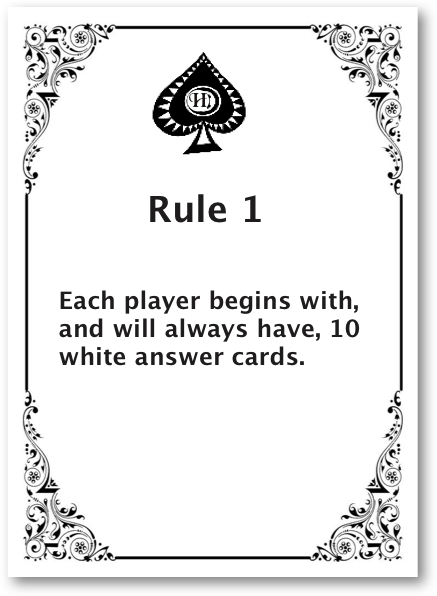 Rule 1
Each player begins with,
and will always have, 10
white answer cards.